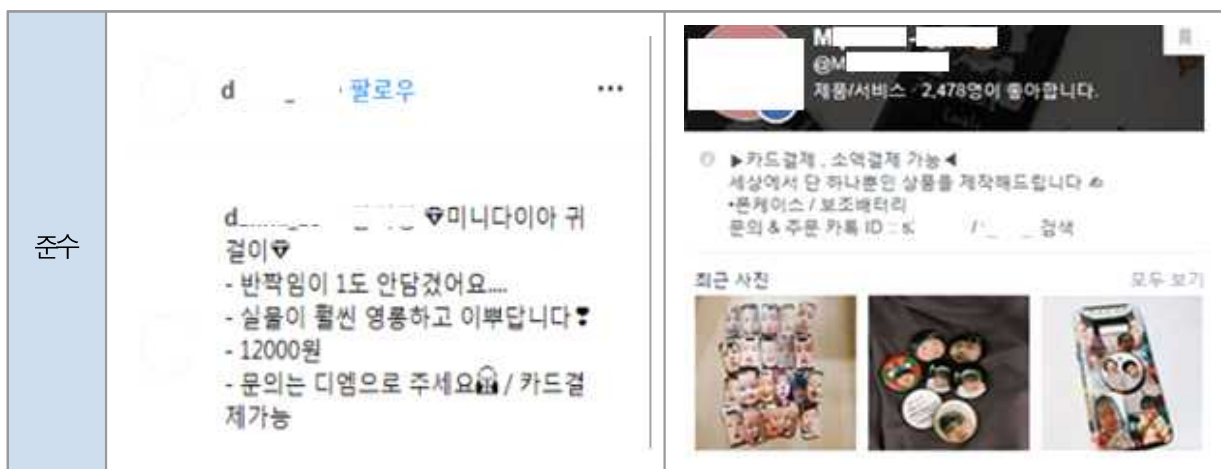 준수
d _ · 팔로우 •••
미니다이아 귀
걸이
- 반짝임이 1도 안담겼어요....
- 실물이 훨씬 영롱하고 이뿌답니다❣
- 12000원
- 문의는 디엠으로 주세요 / 카드결
제가능
M
@M
제품/서비스 · 2,478명이 좋아합니다.
▶카드결제 , 소액결제 가능◀
세상에서 단 하나뿐인 상품을 제작해드립니다 ✍
•폰케이스 / 보조배터리
문의 & 주문 카톡 ID : 검색
최근 사진
모두 보기